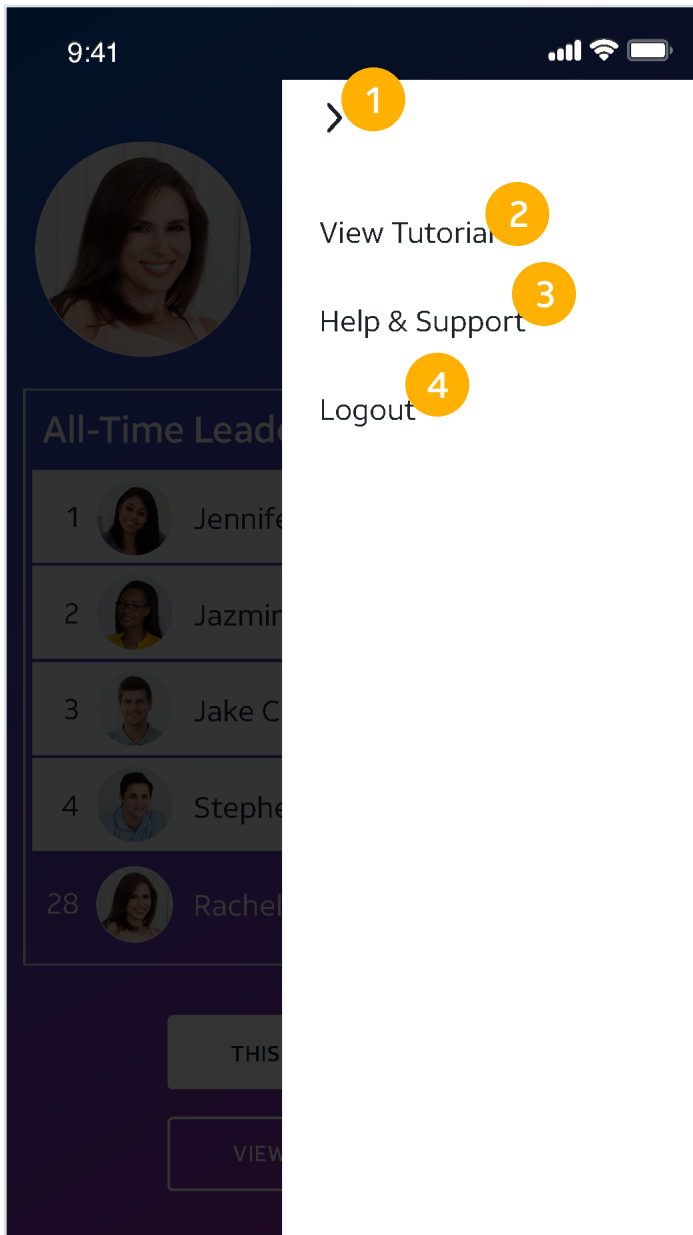 9:41
1
2
View Tutorial
3
Help & Support
4
Logout
All-Time Lead
1 Jennife
2 Jazmin
3 Jake C
4 Stephe
28 Rachel
THIS
VIEW